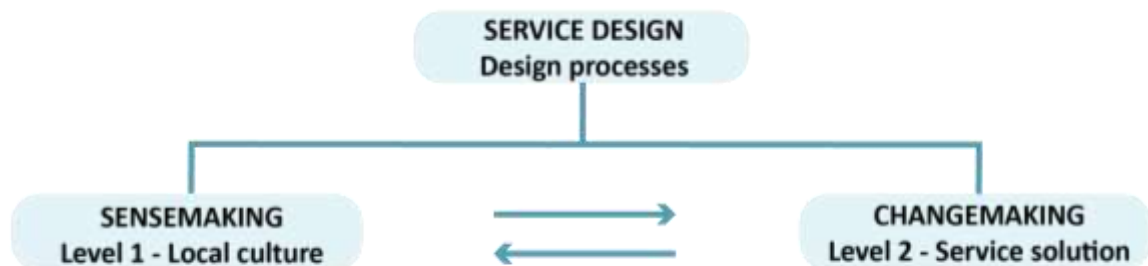 SERVICE DESIGN
Design processes
SENSEMAKING
Level 1 - Local culture
CHANGEMAKING
Level 2 - Service solution